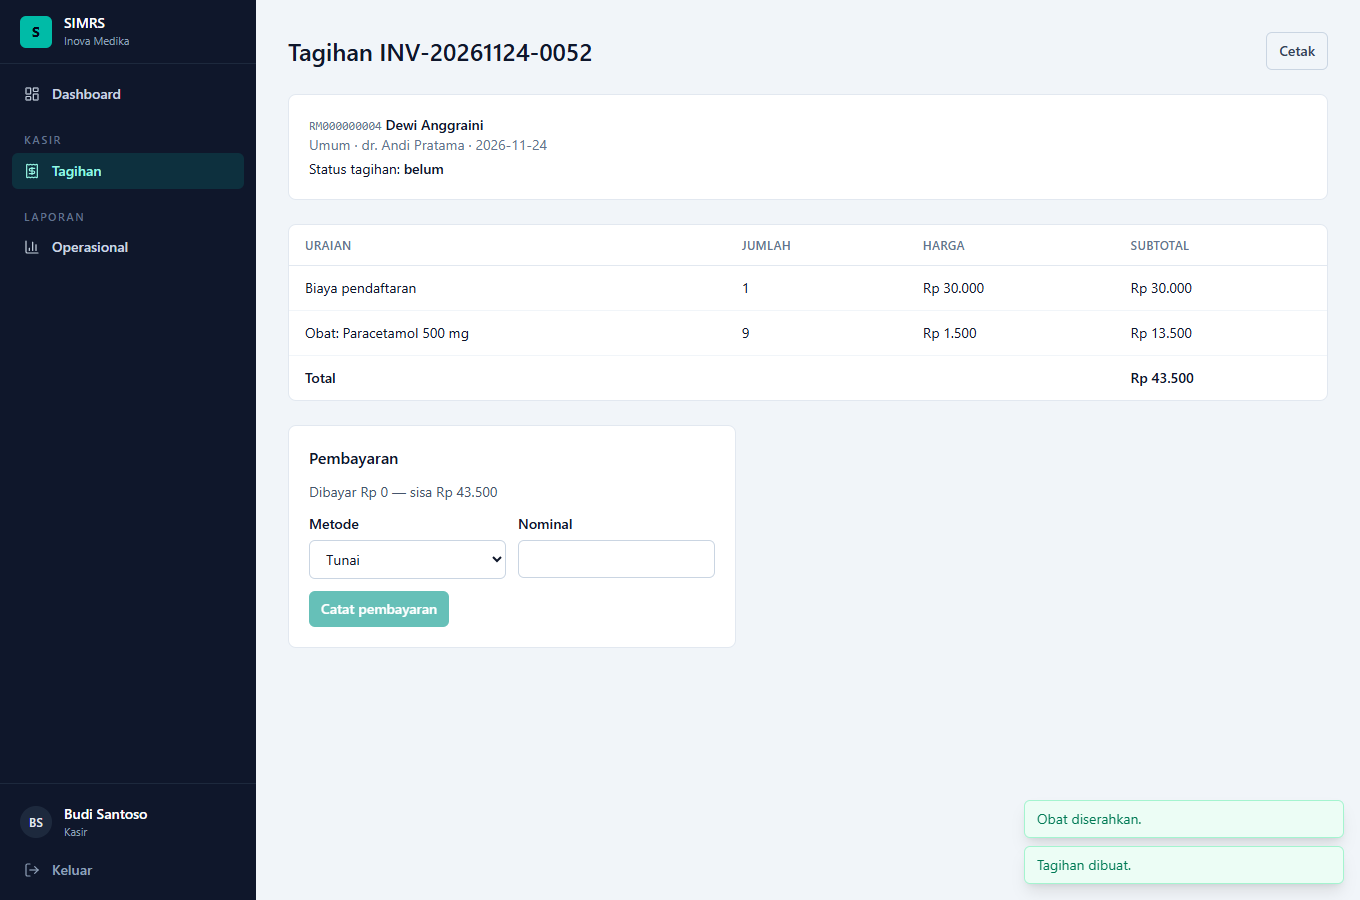 S
SIMRS
Inova Medika
Dashboard
KASIR
Tagihan
LAPORAN
Operasional
BS
Budi Santoso
Kasir
Keluar
Tagihan INV-20261124-0052
Cetak
RM000000004 Dewi Anggraini
Umum · dr. Andi Pratama · 2026-11-24
Status tagihan: belum
URAIAN JUMLAH HARGA SUBTOTAL
Biaya pendaftaran 1 Rp 30.000 Rp 30.000
Obat: Paracetamol 500 mg 9 Rp 1.500 Rp 13.500
Total Rp 43.500
Pembayaran
Dibayar Rp 0 — sisa Rp 43.500
Metode Nominal
Tunai
Catat pembayaran
Obat diserahkan.
Tagihan dibuat.